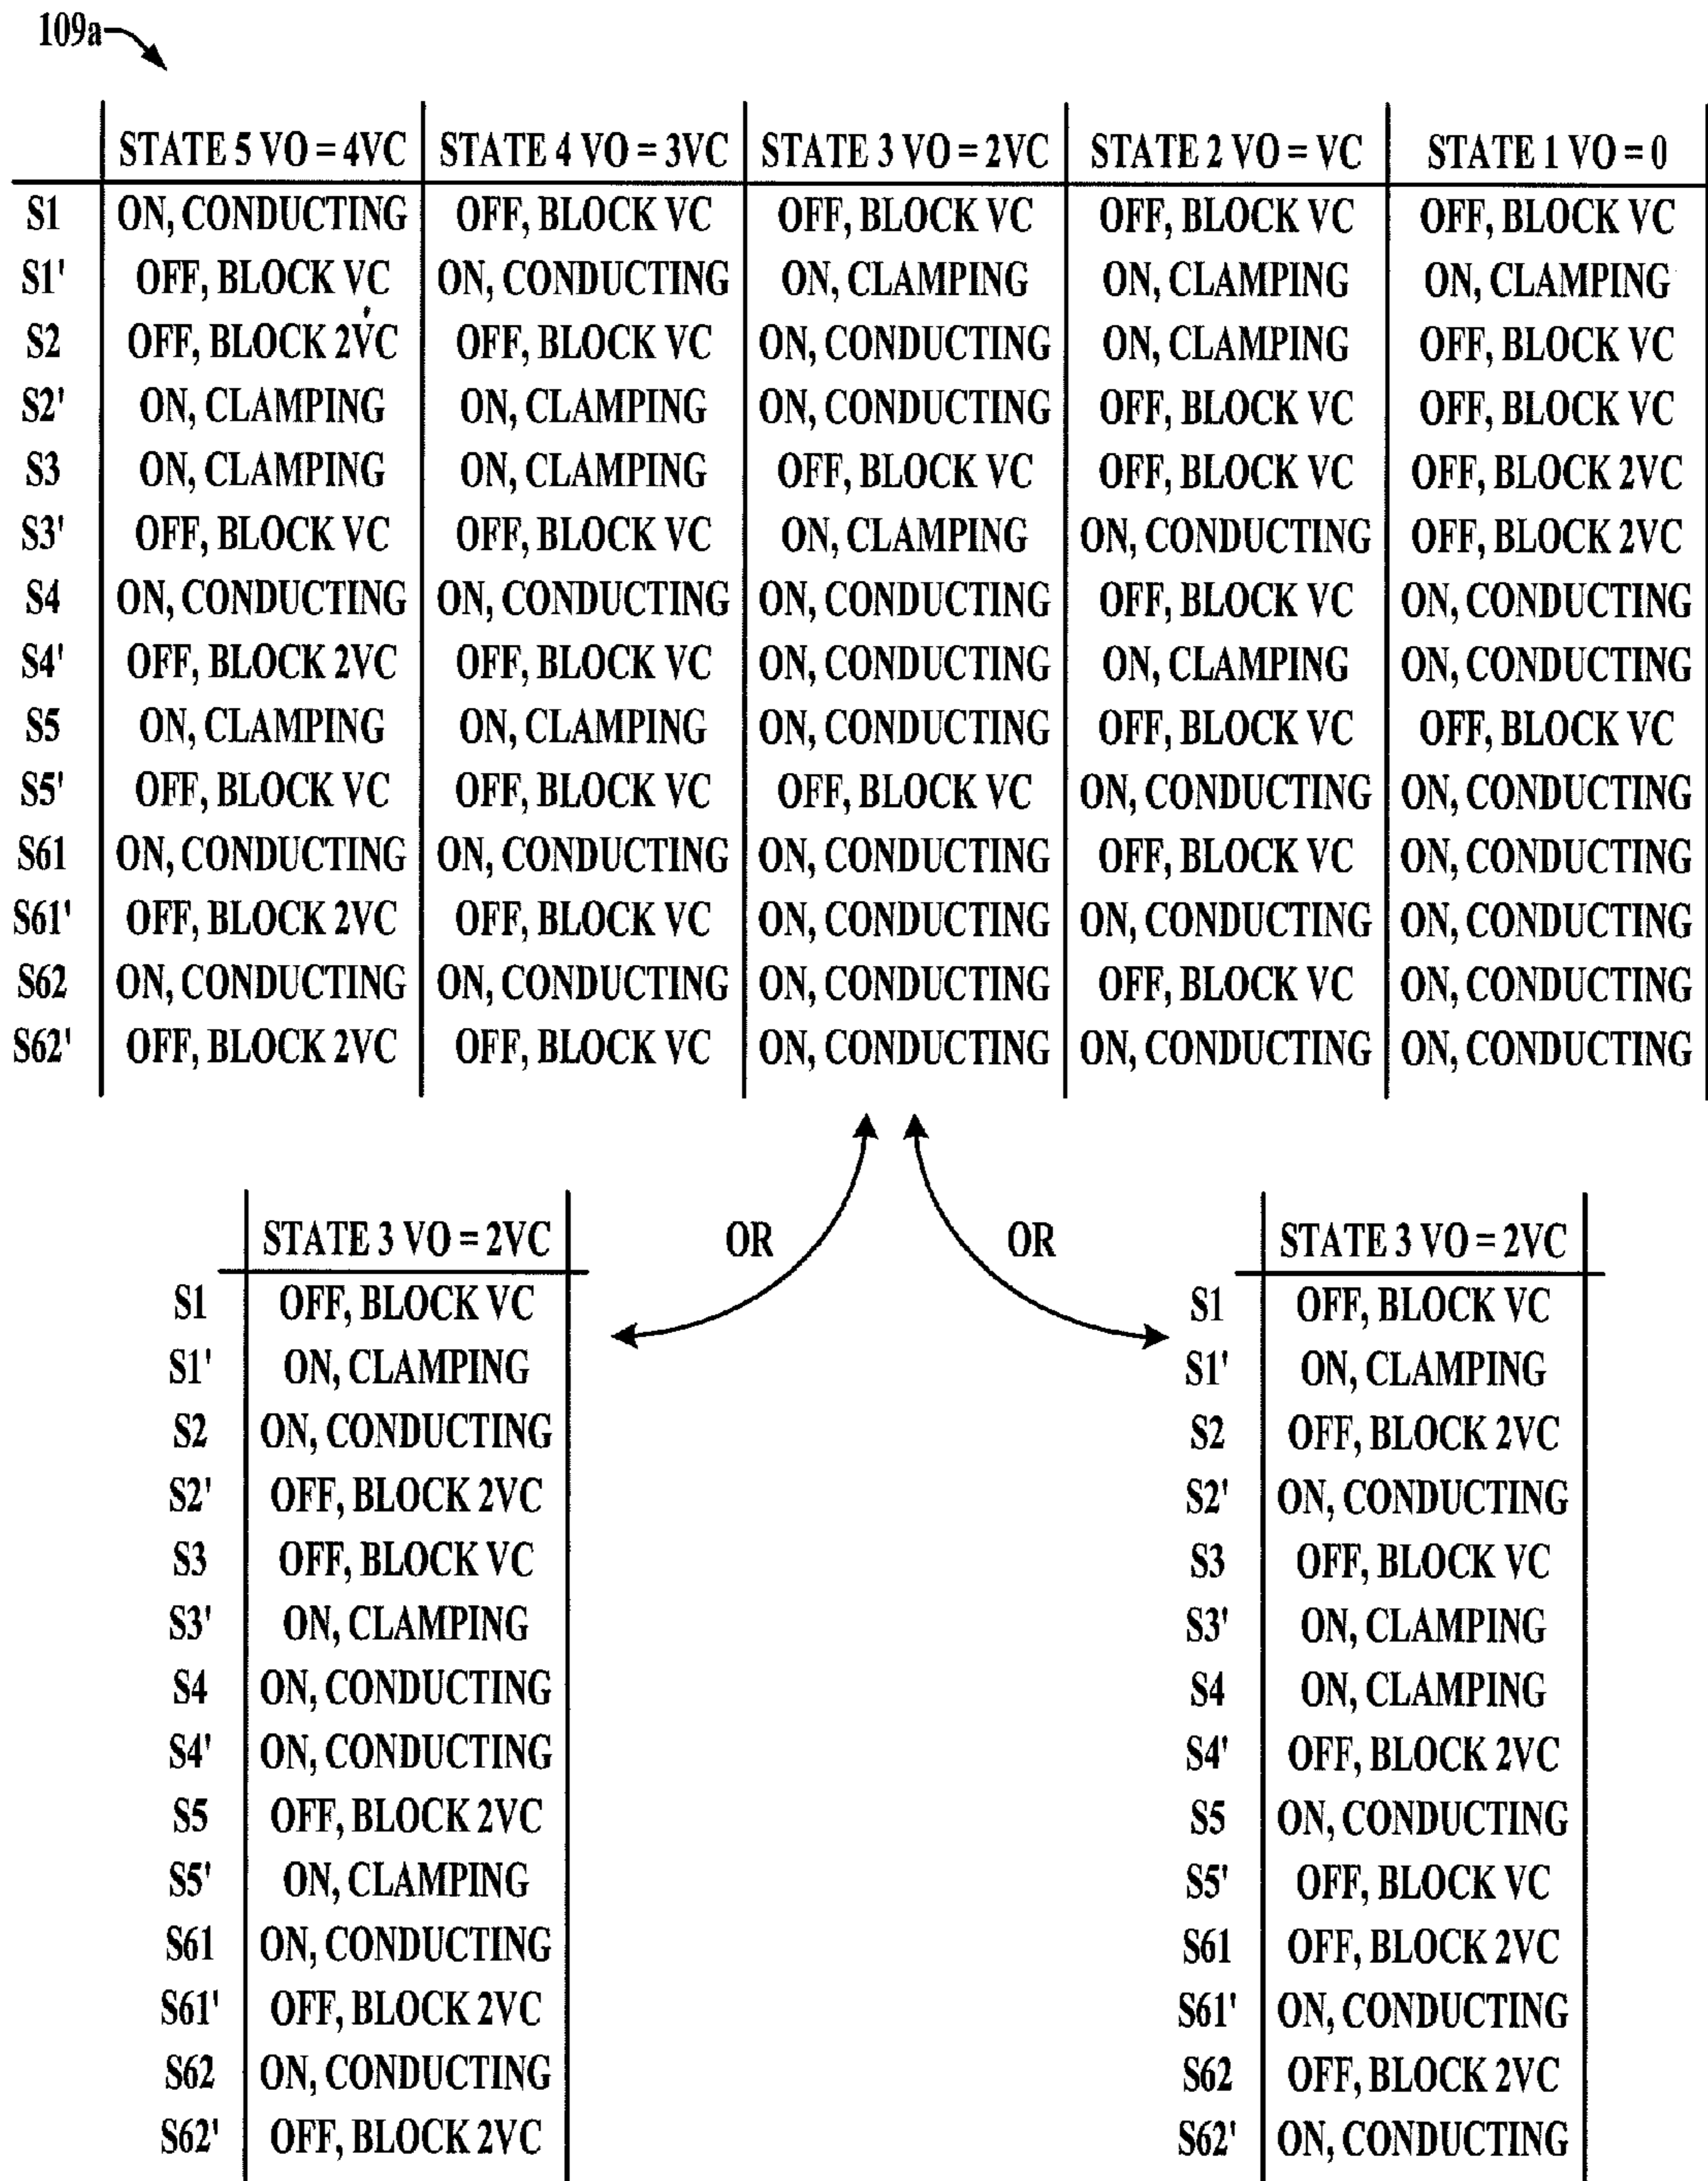 109a
STATE 5 VO = 4VC STATE 4 VO = 3VC STATE 3 VO = 2VC STATE 2 VO = VC STATE 1 VO = 0
S1 ON, CONDUCTING OFF, BLOCK VC OFF, BLOCK VC OFF, BLOCK VC OFF, BLOCK VC
S1' OFF, BLOCK VC ON, CONDUCTING ON, CLAMPING ON, CLAMPING ON, CLAMPING
S2 OFF, BLOCK 2VC OFF, BLOCK VC ON, CONDUCTING ON, CLAMPING OFF, BLOCK VC
S2' ON, CLAMPING ON, CLAMPING ON, CONDUCTING OFF, BLOCK VC OFF, BLOCK VC
S3 ON, CLAMPING ON, CLAMPING OFF, BLOCK VC OFF, BLOCK VC OFF, BLOCK 2VC
S3' OFF, BLOCK VC OFF, BLOCK VC ON, CLAMPING ON, CONDUCTING OFF, BLOCK 2VC
S4 ON, CONDUCTING ON, CONDUCTING ON, CONDUCTING OFF, BLOCK VC ON, CONDUCTING
S4' OFF, BLOCK 2VC OFF, BLOCK VC ON, CONDUCTING ON, CLAMPING ON, CONDUCTING
S5 ON, CLAMPING ON, CLAMPING ON, CONDUCTING OFF, BLOCK VC OFF, BLOCK VC
S5' OFF, BLOCK VC OFF, BLOCK VC OFF, BLOCK VC ON, CONDUCTING ON, CONDUCTING
S61 ON, CONDUCTING ON, CONDUCTING ON, CONDUCTING OFF, BLOCK VC ON, CONDUCTING
S61' OFF, BLOCK 2VC OFF, BLOCK VC ON, CONDUCTING ON, CONDUCTING ON, CONDUCTING
S62 ON, CONDUCTING ON, CONDUCTING ON, CONDUCTING OFF, BLOCK VC ON, CONDUCTING
S62' OFF, BLOCK 2VC OFF, BLOCK VC ON, CONDUCTING ON, CONDUCTING ON, CONDUCTING
STATE 3 VO = 2VC
S1 OFF, BLOCK VC
S1' ON, CLAMPING
S2 ON, CONDUCTING
S2' OFF, BLOCK 2VC
S3 OFF, BLOCK VC
S3' ON, CLAMPING
S4 ON, CONDUCTING
S4' ON, CONDUCTING
S5 OFF, BLOCK 2VC
S5' ON, CLAMPING
S61 ON, CONDUCTING
S61' OFF, BLOCK 2VC
S62 ON, CONDUCTING
S62' OFF, BLOCK 2VC
OR
OR
STATE 3 VO = 2VC
S1 OFF, BLOCK VC
S1' ON, CLAMPING
S2 OFF, BLOCK 2VC
S2' ON, CONDUCTING
S3 OFF, BLOCK VC
S3' ON, CLAMPING
S4 ON, CLAMPING
S4' OFF, BLOCK 2VC
S5 ON, CONDUCTING
S5' OFF, BLOCK VC
S61 OFF, BLOCK 2VC
S61' ON, CONDUCTING
S62 OFF, BLOCK 2VC
S62' ON, CONDUCTING